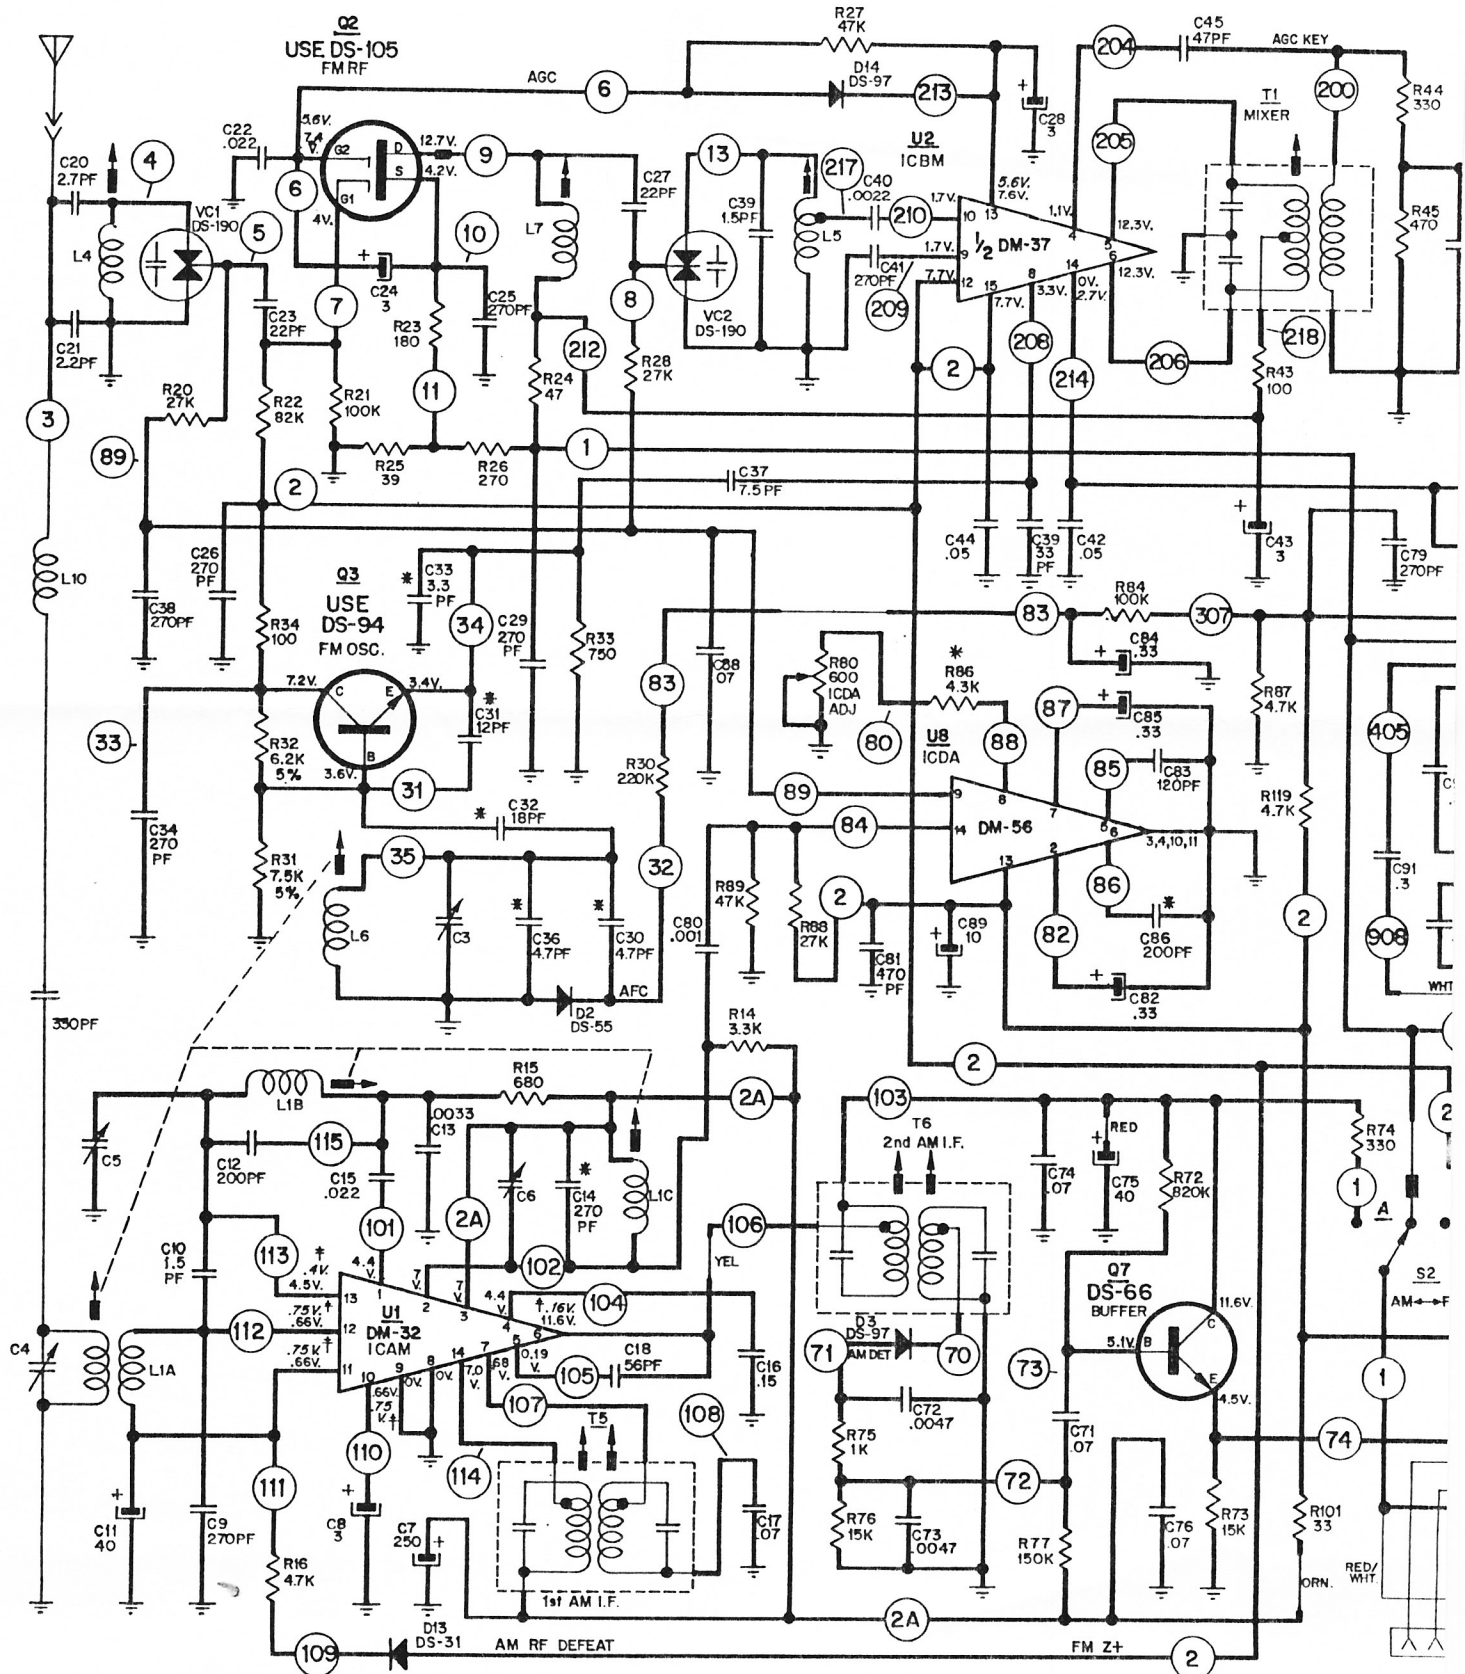 Q2
USE DS-105
FM RF
R27
47K
D14
DS-97
AGC
6
213
C28
3
204
C45
47PF
AGC KEY
200
R44
330
T1
MIXER
205
U2
ICBM
C22
.022
5.6V.
7.4
V.
G2
D
S
G1
12.7V.
4.2V.
4V.
9
6
4
C20
2.7PF
VC1
DS-190
L4
5
C23
22PF
C21
2.2PF
7
C24
3
10
C25
270PF
R23
180
L7
C27
22PF
8
13
C39
1.5PF
L5
217
C40
.0022
210
1.7V.
10
1.7V.
9
7.7V.
12
C41
270PF
209
VC2
DS-190
5.6V.
7.6V.
13
½ DM-37
1.1V.
4
12.3V.
5
6
12.3V.
15
7.7V.
8
3.3V.
14
0V.
2.7V.
R45
470
206
218
R43
100
2
208
214
212
R24
47
R28
27K
11
R20
27K
R22
82K
R21
100K
3
89
R25
39
R26
270
1
2
C37
7.5PF
C44
.05
C39
33
PF
C42
.05
C43
3
C79
270PF
L10
C38
270PF
C26
270
PF
R34
100
Q3
USE
DS-94
FM OSC.
*
C33
3.3
PF
34
C29
270
PF
R33
750
C88
.07
83
83
R84
100K
307
C84
.33
R80
600
ICDA
ADJ
*
R86
4.3K
80
88
87
C85
.33
R87
4.7K
405
7.2V.
C
E
3.4V.
B
3.6V.
*
C31
12PF
33
R32
6.2K
5%
31
R30
220K
U8
ICDA
89
9
84
14
DM-56
8
7
5
6
3,4,10,11
13
2
85
C83
120PF
R119
4.7K
C91
.3
C34
270
PF
R31
7.5K
5%
*
C32
18PF
35
32
L6
C3
*
C36
4.7PF
*
C30
4.7PF
D2
DS-55
AFC
C80
.001
R89
47K
R88
27K
2
C81
470
PF
C89
10
82
86
*
C86
200PF
C82
.33
2
908
WHT
330PF
R14
3.3K
2
2
103
RED
R74
330
1
A
S2
L1B
R15
680
2A
C5
C12
200PF
115
C15
.022
.0033
C13
2A
C6
*
C14
270
PF
L1C
101
102
106
YEL
T6
2nd AM I.F.
C74
.07
C75
40
R72
820K
Q7
DS-66
BUFFER
11.6V.
C
5.1V.
B
E
4.5V.
C10
1.5
PF
113
.4V.
4.5V.
13
4.4
V.
1
7
V.
2
7
V.
3
4.4
V.
4
.16V.
11.6V.
6
104
U1
DM-32
ICAM
112
.75V.
.66V.
12
.75V
.66V.
11
10
.66V.
.75
V.
9
0V.
8
0V.
14
7.0
V.
7
.68
V.
5
0.19
V.
C4
L1A
105
C18
56PF
C16
.15
D3
DS-97
AM DET
71
70
C72
.0047
73
C71
.07
74
1
107
T5
108
114
110
111
C11
40
C9
270PF
R16
4.7K
C8
3
C7
250
C17
.07
1st AM I.F.
R75
1K
72
R76
15K
C73
.0047
R77
150K
C76
.07
R73
15K
R101
33
ORN.
RED/
WHT.
2A
109
D13
DS-31
AM RF DEFEAT
FM Z+
2